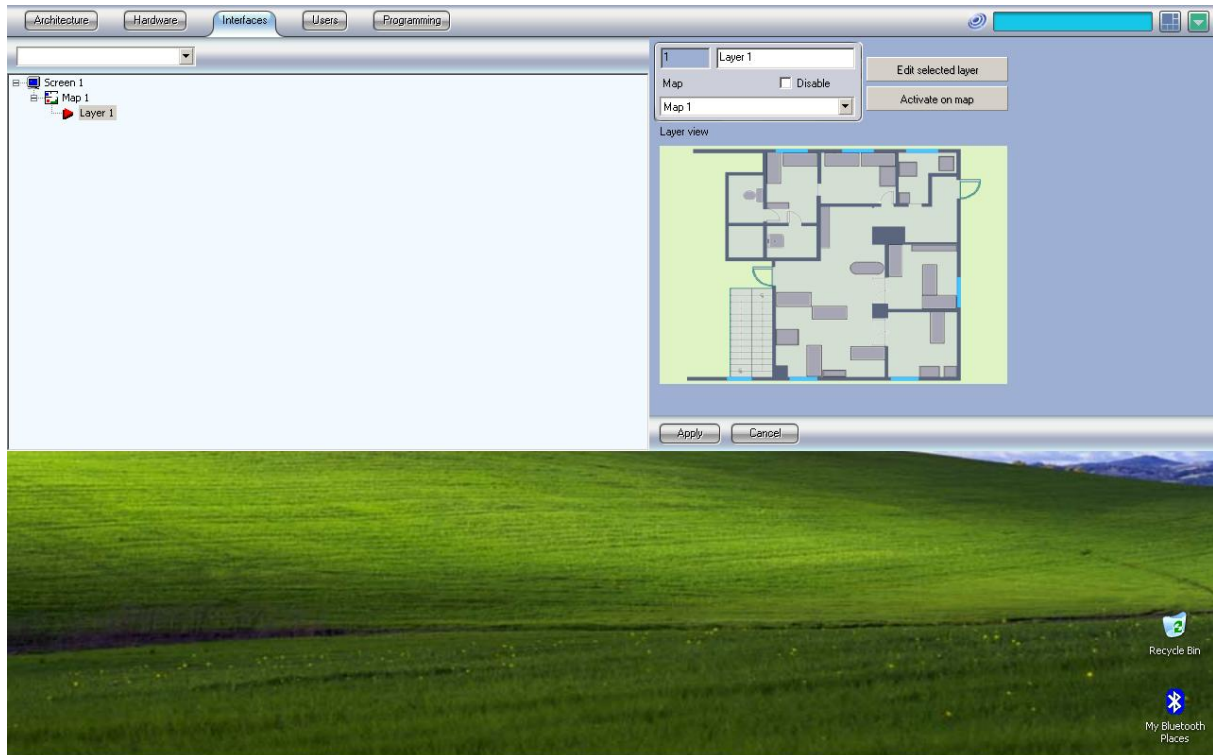 Architecture Hardware Interfaces Users Programming
Screen 1
Map 1
Layer 1
1 Layer 1
Map Disable
Map 1
Edit selected layer
Activate on map
Layer view
Apply Cancel
Recycle Bin
My Bluetooth
Places